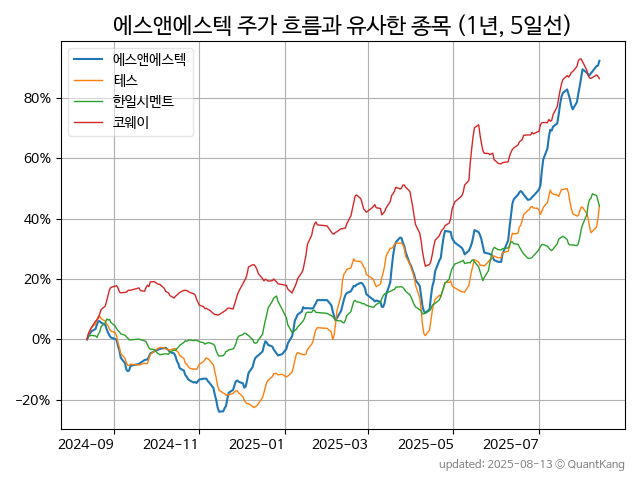 에스앤에스텍 주가 흐름과 유사한 종목 (1년, 5일선)
에스앤에스텍
테스
한일시멘트
코웨이
80%
60%
40%
20%
0%
−20%
2024-09 2024-11 2025-01 2025-03 2025-05 2025-07
updated: 2025-08-13 © QuantKang